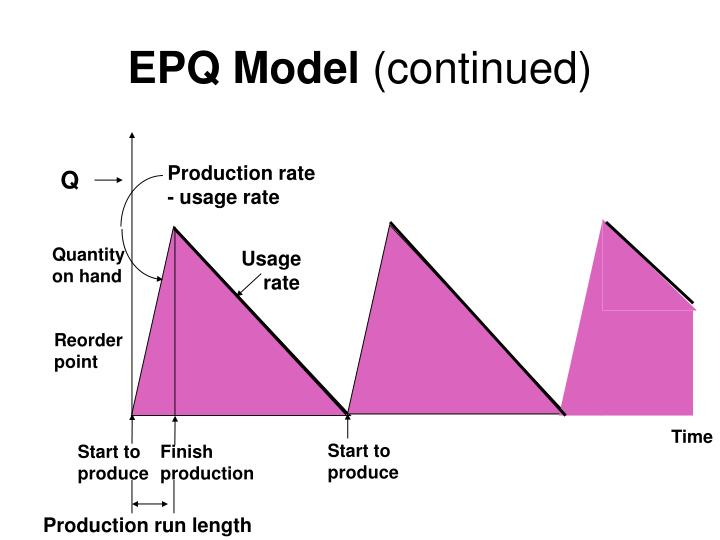 EPQ Model (continued)
Q
Production rate
- usage rate
Quantity
on hand
Usage
rate
Reorder
point
Time
Start to
produce
Finish
production
Start to
produce
Production run length